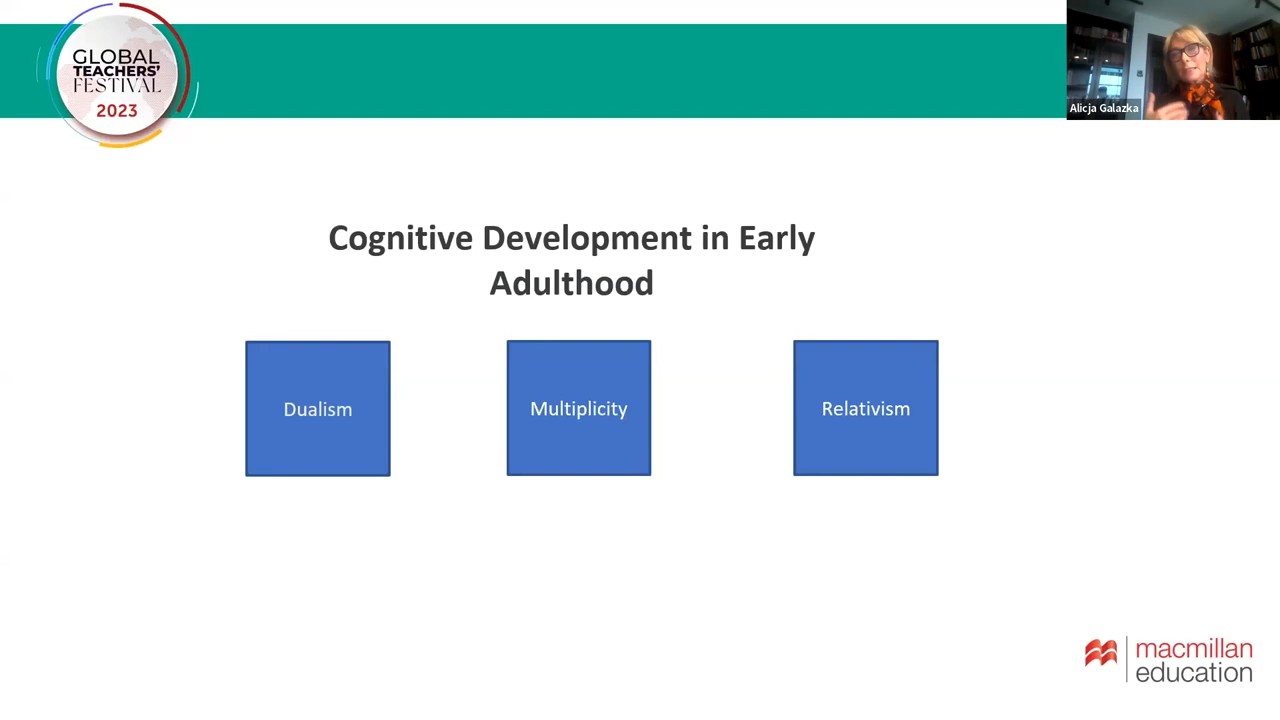 GLOBAL
TEACHERS'
FESTIVAL
2023
Alicja Galazka
Cognitive Development in Early
Adulthood
Dualism
Multiplicity
Relativism
macmillan
education